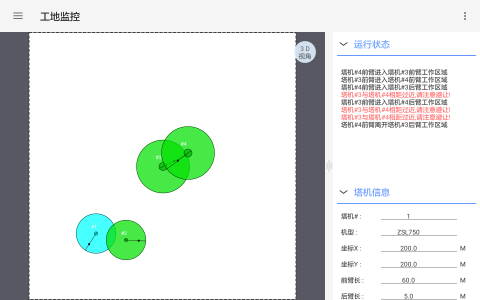 工地监控
3D
视角
运行状态
塔机#4前臂进入塔机#3前臂工作区域
塔机#3前臂进入塔机#4前臂工作区域
塔机#4前臂进入塔机#3后臂工作区域
塔机#3与塔机#4相距过近,请注意避让!
塔机#3前臂进入塔机#4后臂工作区域
塔机#3与塔机#4相距过近,请注意避让!
塔机#3与塔机#4相距过近,请注意避让!
塔机#4前臂离开塔机#3后臂工作区域
#4
#3
#1
#2
塔机信息
塔机#: 1
机型: ZSL750
坐标X: 200.0 M
坐标Y: 200.0 M
前臂长: 60.0 M
后臂长: 5.0 M